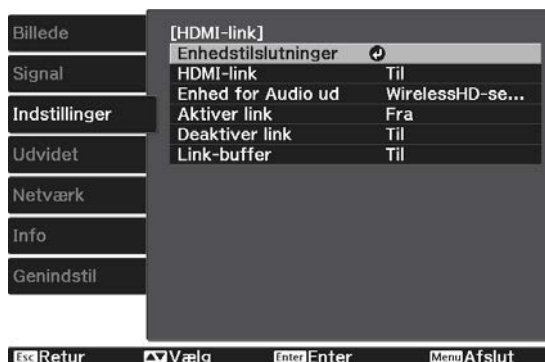 Billede
Signal
Indstillinger
Udvidet
Netværk
Info
Genindstil
[HDMI-link]
Enhedstilslutninger
HDMI-link Til
Enhed for Audio ud WirelessHD-se...
Aktiver link Fra
Deaktiver link Til
Link-buffer Til
Esc Retur Vælg Enter Enter Menu Afslut